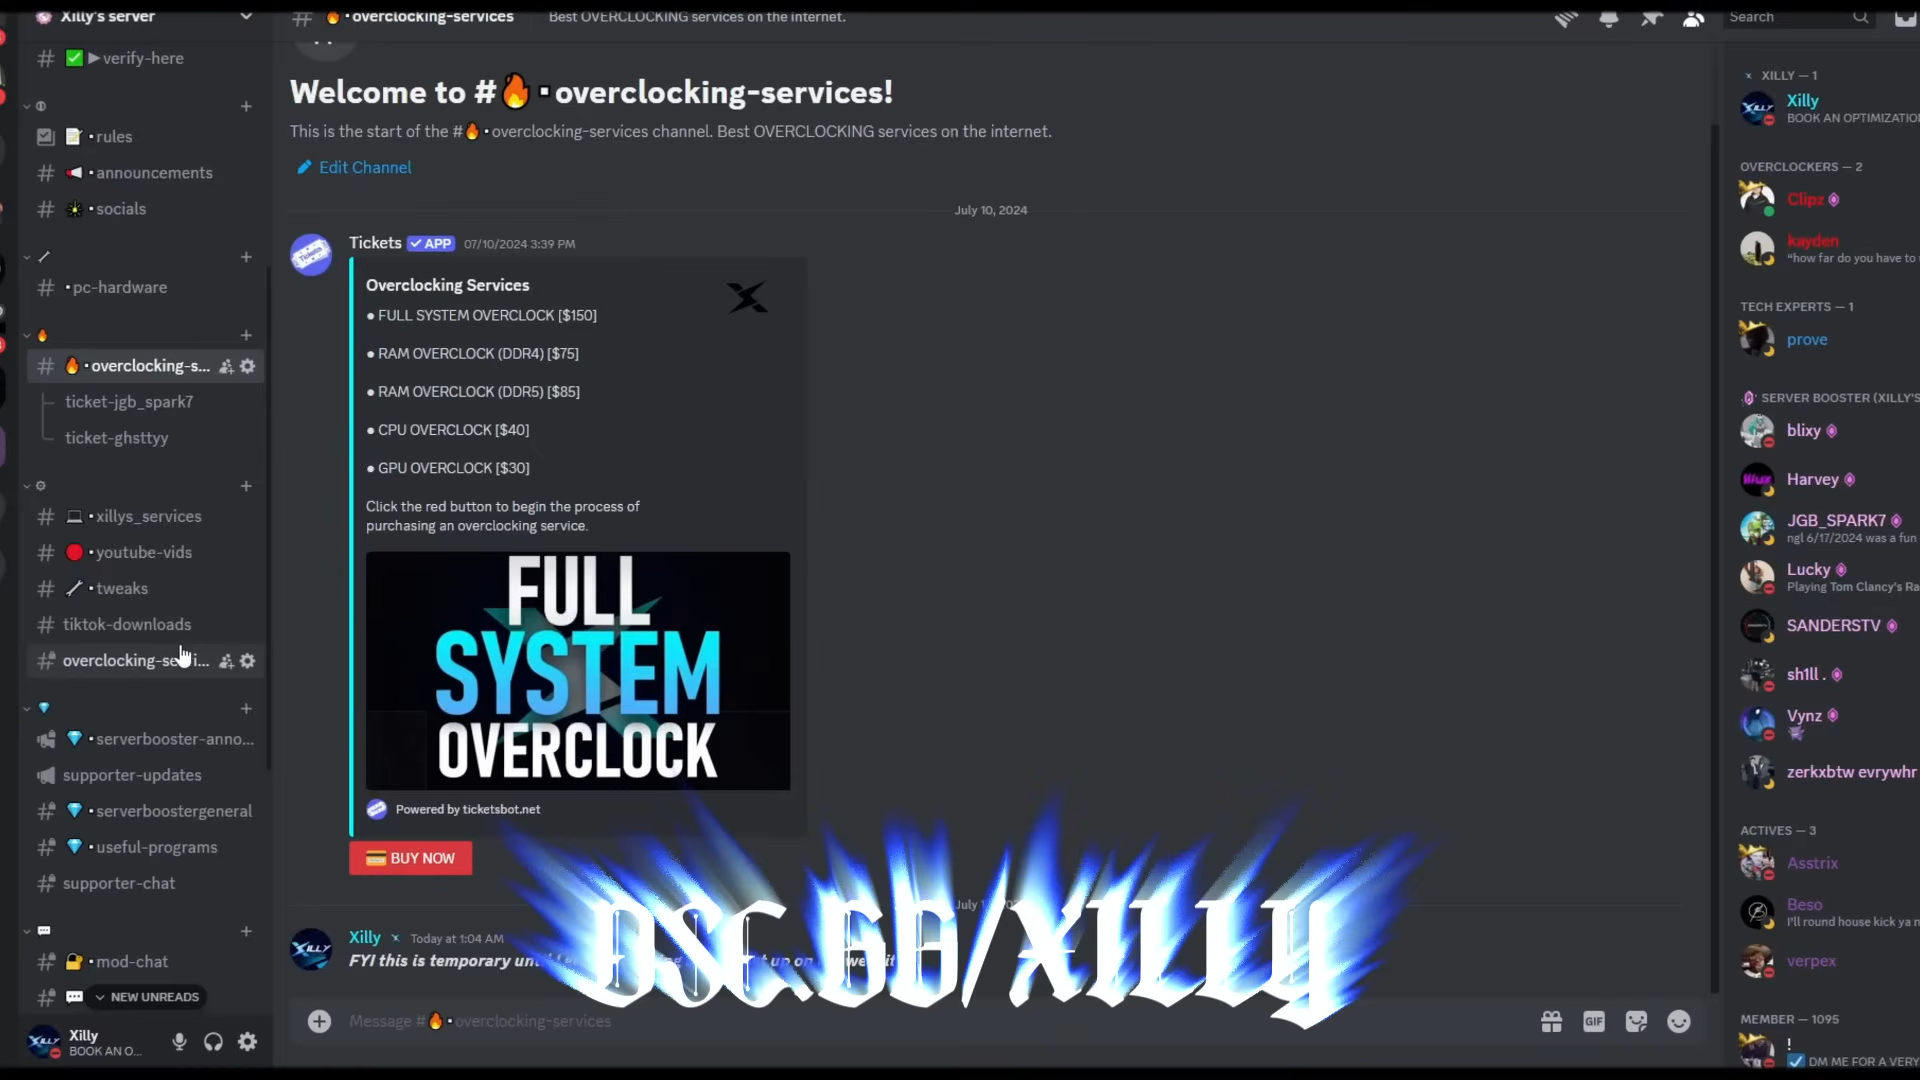 Xilly's server
▶verify-here
rules
announcements
socials
pc-hardware
overclocking-s...
ticket-jgb_spark7
ticket-ghsttyy
xillys_services
youtube-vids
tweaks
tiktok-downloads
overclocking-se
serverbooster-anno...
supporter-updates
serverboostergeneral
useful-programs
supporter-chat
mod-chat
NEW UNREADS
Xilly
BOOK AN O...
overclocking-services
Best OVERCLOCKING services on the internet.
Welcome to #🔥▪overclocking-services!
This is the start of the #🔥▪overclocking-services channel. Best OVERCLOCKING services on the internet.
Edit Channel
July 10, 2024
Tickets ✓ APP 07/10/2024 3:39 PM
Overclocking Services
● FULL SYSTEM OVERCLOCK [$150]
● RAM OVERCLOCK (DDR4) [$75]
● RAM OVERCLOCK (DDR5) [$85]
● CPU OVERCLOCK [$40]
● GPU OVERCLOCK [$30]
Click the red button to begin the process of
purchasing an overclocking service.
FULL
SYSTEM
OVERCLOCK
Powered by ticketsbot.net
BUY NOW
Xilly Today at 1:04 AM
FYI this is temporary
DSC.GG/XILLY
Message #🔥▪overclocking-services
GIF
Search
XILLY — 1
Xilly
BOOK AN OPTIMIZATIO
OVERCLOCKERS — 2
Clipz
kayden
"how far do you have to
TECH EXPERTS — 1
prove
SERVER BOOSTER (XILLY'S
blixy
Harvey
JGB_SPARK7
ngl 6/17/2024 was a fun
Lucky
Playing Tom Clancy's Ra
SANDERSTV
sh1ll .
Vynz
zerkxbtw evrywhr
ACTIVES — 3
Asstrix
Beso
I'll round house kick ya n
verpex
MEMBER — 1095
!
DM ME FOR A VERY